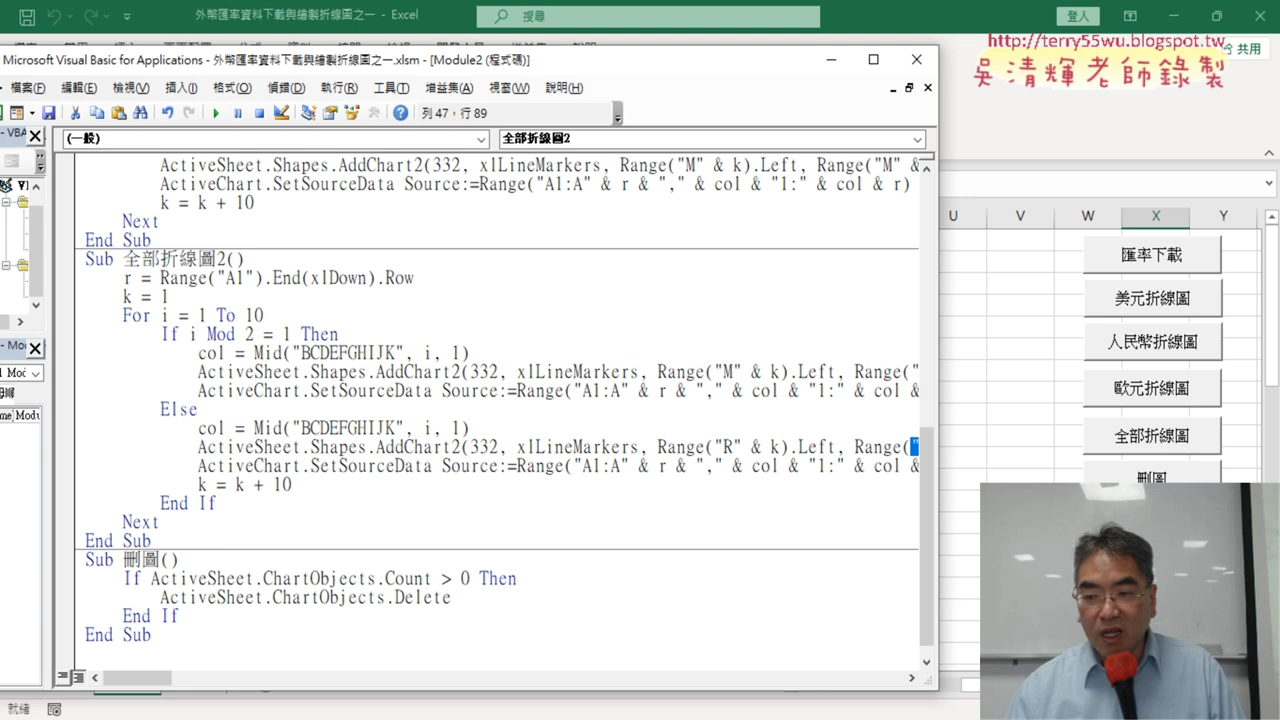 外幣匯率資料下載與繪製折線圖之一 - Excel
搜尋
登入
http://terry55wu.blogspot.tw
吳清輝老師錄製
共用
Microsoft Visual Basic for Applications - 外幣匯率資料下載與繪製折線圖之一.xlsm - [Module2 (程式碼)]
檔案(F) 編輯(E) 檢視(V) 插入(I) 格式(O) 偵錯(D) 執行(R) 工具(T) 增益集(A) 視窗(W) 說明(H)
列 47，行 89
(一般)
全部折線圖2
ActiveSheet.Shapes.AddChart2(332, xlLineMarkers, Range("M" & k).Left, Range("M" &
ActiveChart.SetSourceData Source:=Range("A1:A" & r & "," & col & "1:" & col & r)
k = k + 10
Next
End Sub
Sub 全部折線圖2()
r = Range("A1").End(xlDown).Row
k = 1
For i = 1 To 10
If i Mod 2 = 1 Then
col = Mid("BCDEFGHIJK", i, 1)
ActiveSheet.Shapes.AddChart2(332, xlLineMarkers, Range("M" & k).Left, Range("
ActiveChart.SetSourceData Source:=Range("A1:A" & r & "," & col & "1:" & col &
Else
col = Mid("BCDEFGHIJK", i, 1)
ActiveSheet.Shapes.AddChart2(332, xlLineMarkers, Range("R" & k).Left, Range("
ActiveChart.SetSourceData Source:=Range("A1:A" & r & "," & col & "1:" & col &
k = k + 10
End If
Next
End Sub
Sub 刪圖()
If ActiveSheet.ChartObjects.Count > 0 Then
ActiveSheet.ChartObjects.Delete
End If
End Sub
U V W X Y
匯率下載
美元折線圖
人民幣折線圖
歐元折線圖
全部折線圖
刪圖
就緒